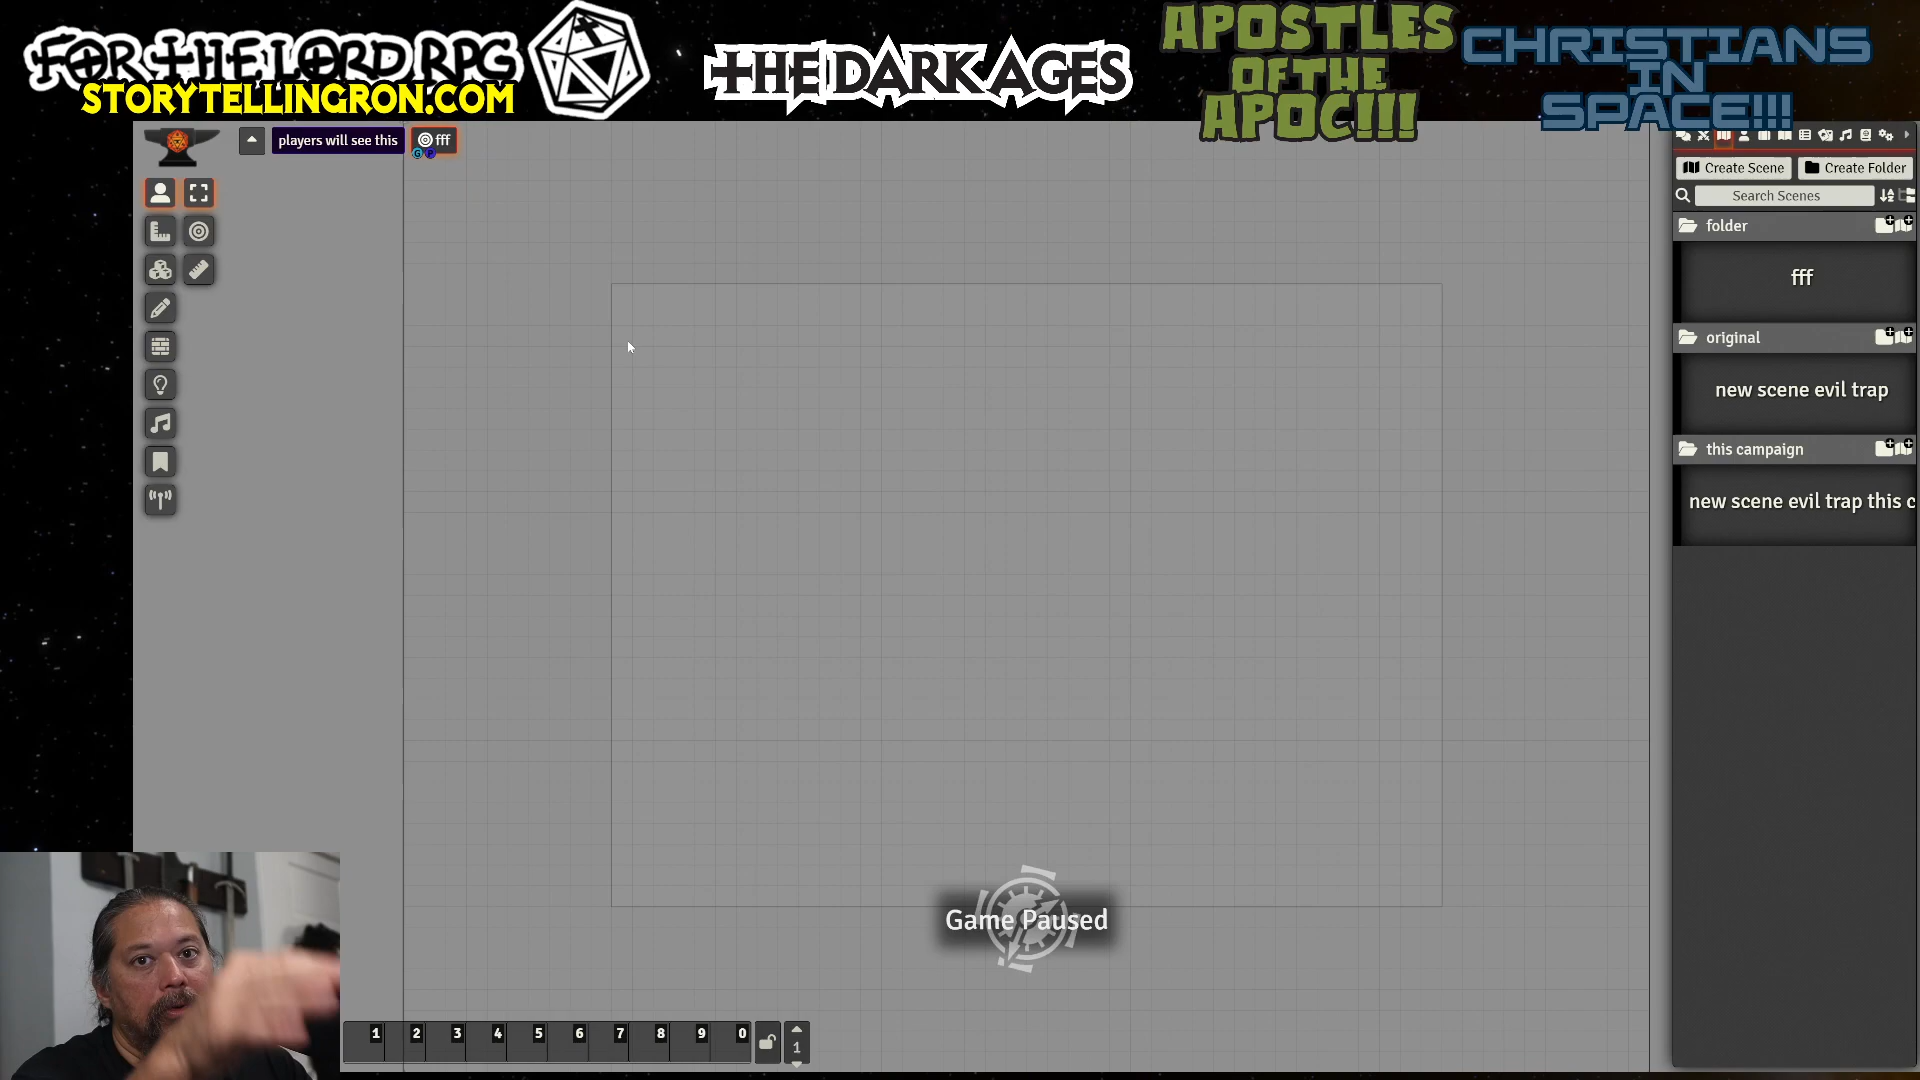 FOR THE LORD RPG
STORYTELLINGRON.COM
THE DARK AGES
APOSTLES
OF THE
APOC!!!
CHRISTIANS
IN
SPACE!!!
players will see this
fff
G P
Create Scene
Create Folder
Search Scenes
folder
fff
original
new scene evil trap
this campaign
new scene evil trap this c
Game Paused
1 2 3 4 5 6 7 8 9 0
1